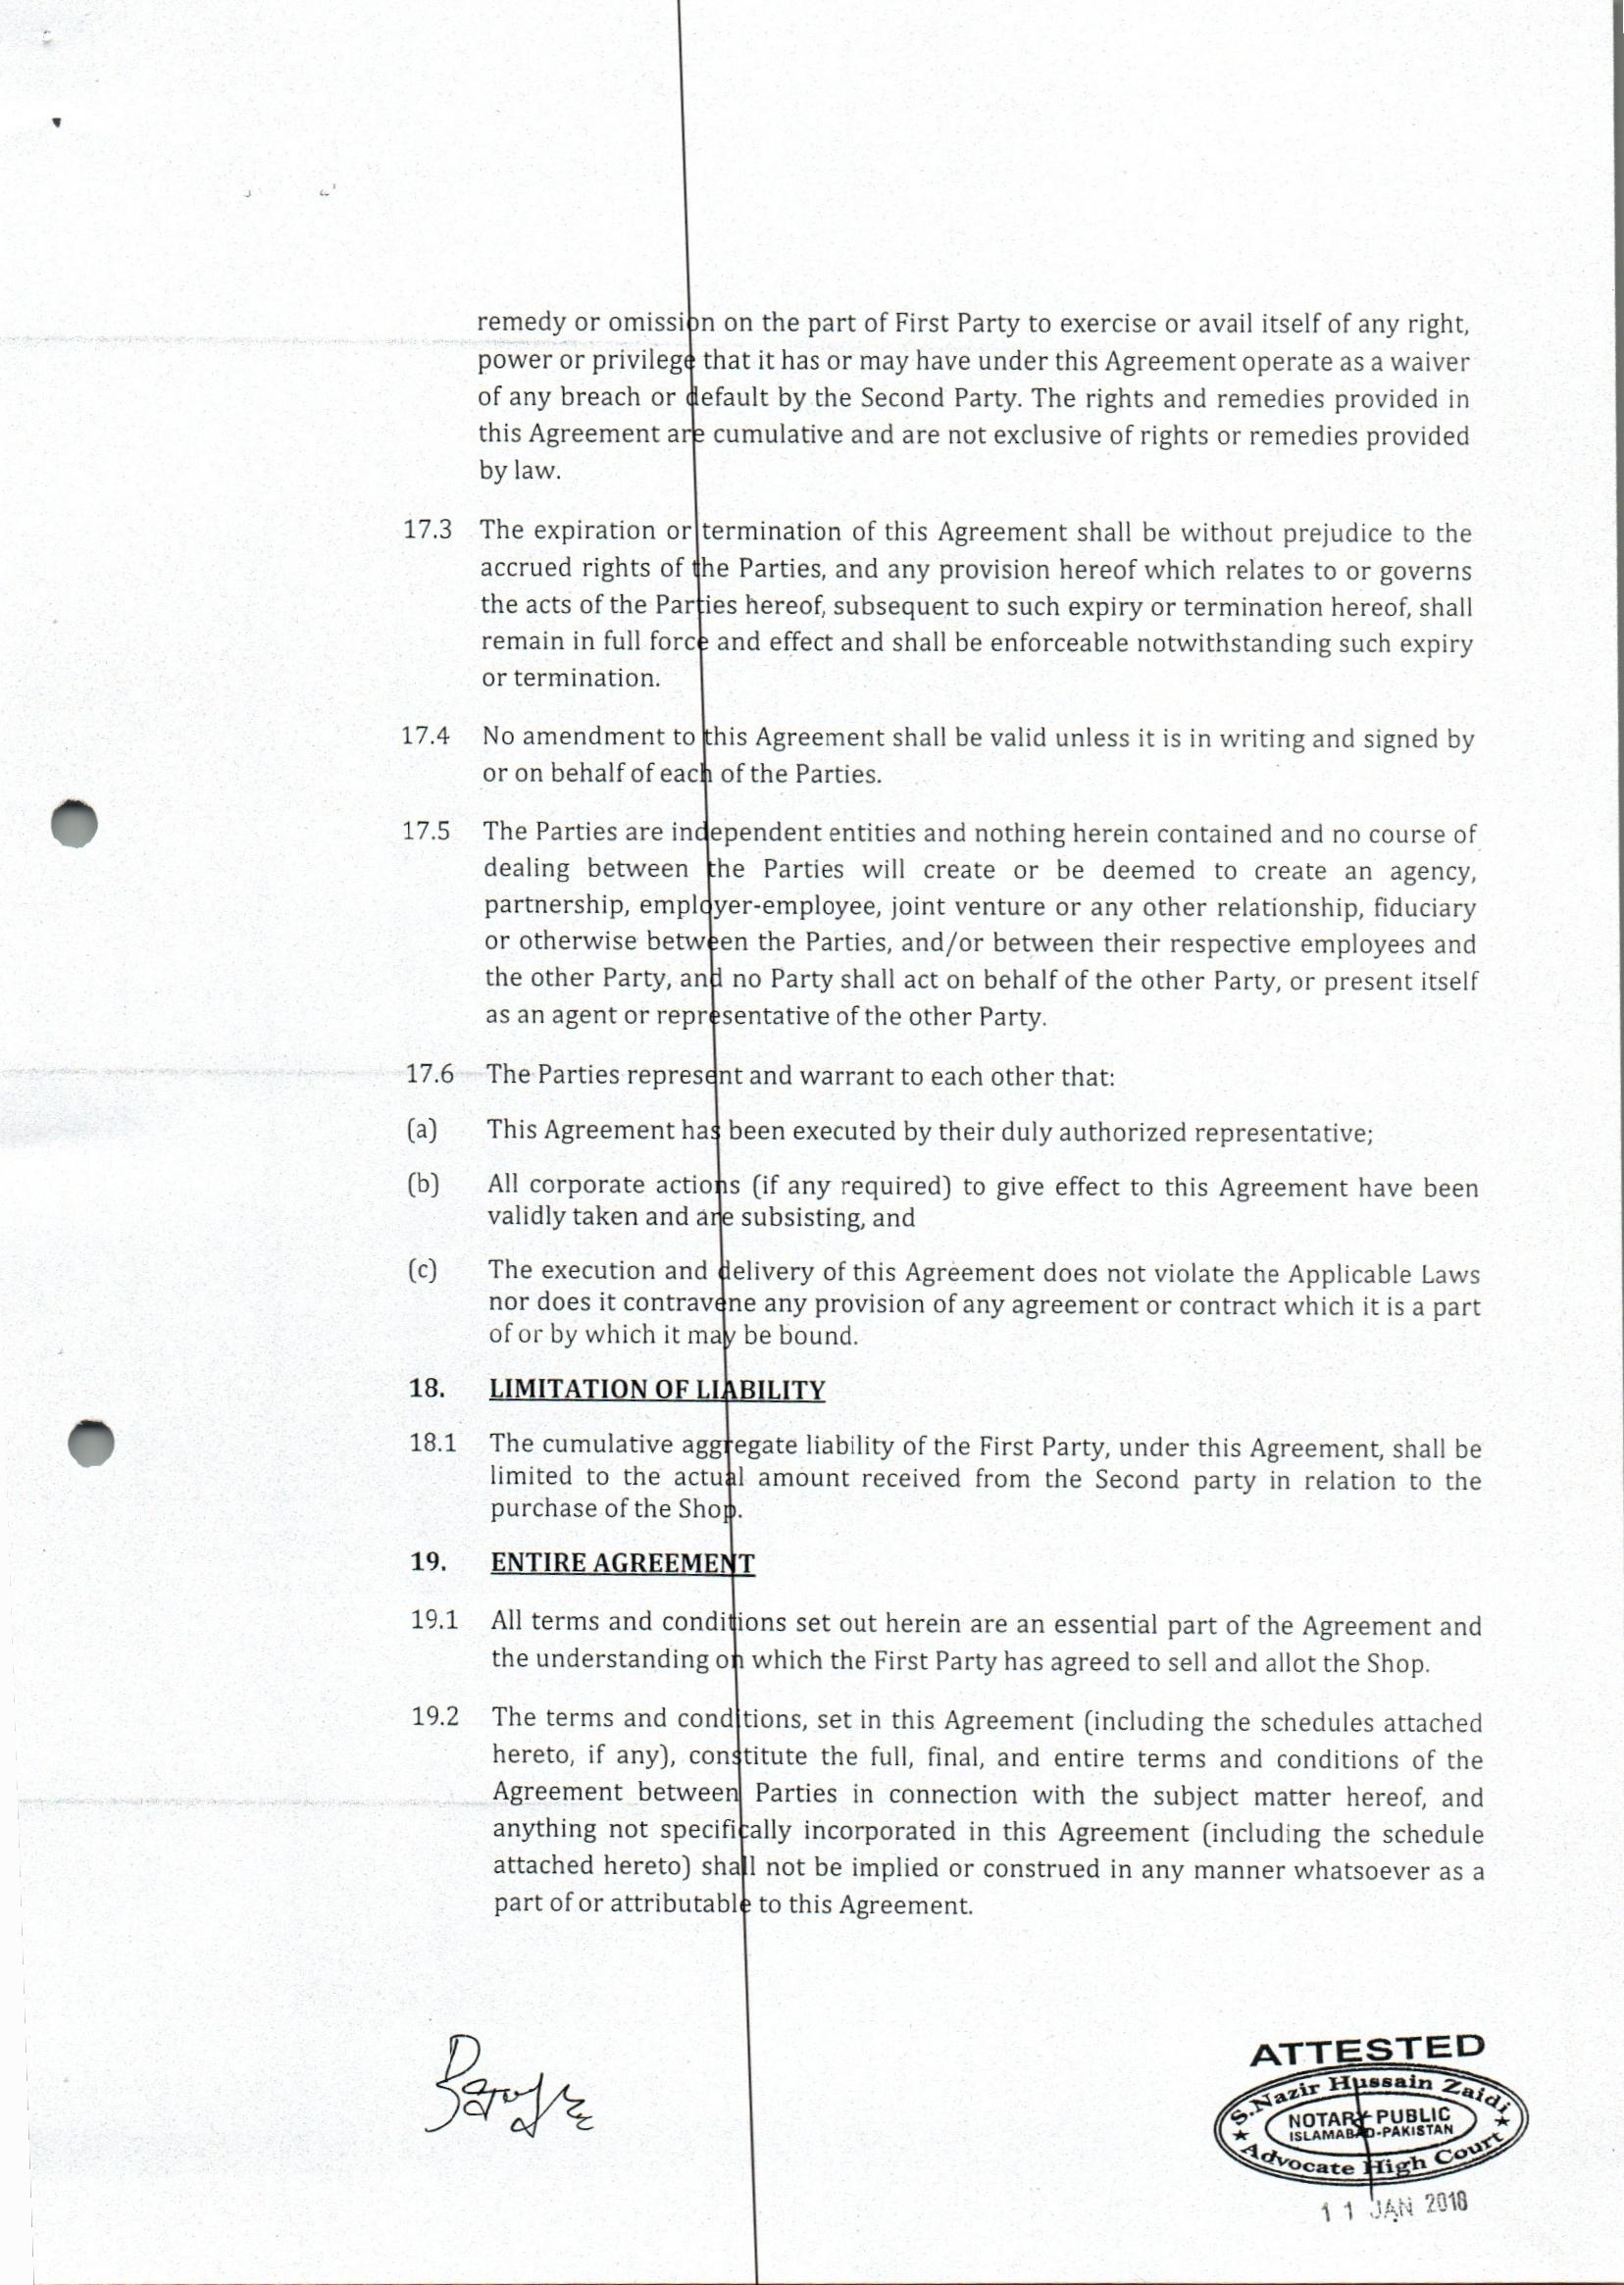 remedy or omission on the part of First Party to exercise or avail itself of any right,
power or privilege that it has or may have under this Agreement operate as a waiver
of any breach or default by the Second Party. The rights and remedies provided in
this Agreement are cumulative and are not exclusive of rights or remedies provided
by law.
17.3 The expiration or termination of this Agreement shall be without prejudice to the
accrued rights of the Parties, and any provision hereof which relates to or governs
the acts of the Parties hereof, subsequent to such expiry or termination hereof, shall
remain in full force and effect and shall be enforceable notwithstanding such expiry
or termination.
17.4 No amendment to this Agreement shall be valid unless it is in writing and signed by
or on behalf of each of the Parties.
17.5 The Parties are independent entities and nothing herein contained and no course of
dealing between the Parties will create or be deemed to create an agency,
partnership, employer-employee, joint venture or any other relationship, fiduciary
or otherwise between the Parties, and/or between their respective employees and
the other Party, and no Party shall act on behalf of the other Party, or present itself
as an agent or representative of the other Party.
17.6 The Parties represent and warrant to each other that:
(a) This Agreement has been executed by their duly authorized representative;
(b) All corporate actions (if any required) to give effect to this Agreement have been
validly taken and are subsisting, and
(c) The execution and delivery of this Agreement does not violate the Applicable Laws
nor does it contravene any provision of any agreement or contract which it is a part
of or by which it may be bound.
18. LIMITATION OF LIABILITY
18.1 The cumulative aggregate liability of the First Party, under this Agreement, shall be
limited to the actual amount received from the Second party in relation to the
purchase of the Shop.
19. ENTIRE AGREEMENT
19.1 All terms and conditions set out herein are an essential part of the Agreement and
the understanding on which the First Party has agreed to sell and allot the Shop.
19.2 The terms and conditions, set in this Agreement (including the schedules attached
hereto, if any), constitute the full, final, and entire terms and conditions of the
Agreement between Parties in connection with the subject matter hereof, and
anything not specifically incorporated in this Agreement (including the schedule
attached hereto) shall not be implied or construed in any manner whatsoever as a
part of or attributable to this Agreement.
ATTESTED
S.Nazir Hussain Zaidi
NOTARY PUBLIC
ISLAMABAD-PAKISTAN
Advocate High Court
11 JAN 2018